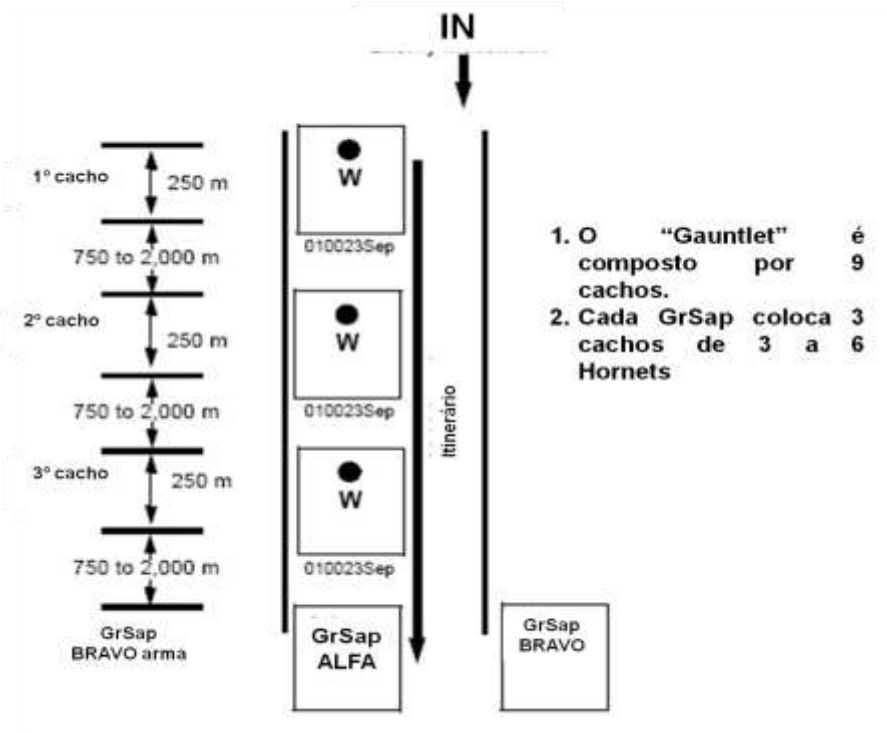 IN
1º cacho
250 m
W
010023Sep
750 to 2,000 m
2º cacho
250 m
W
010023Sep
750 to 2,000 m
3º cacho
250 m
W
010023Sep
750 to 2,000 m
Itinerário
GrSap
BRAVO arma
GrSap
ALFA
GrSap
BRAVO
1. O “Gauntlet” é
composto por 9
cachos.
2. Cada GrSap coloca 3
cachos de 3 a 6
Hornets